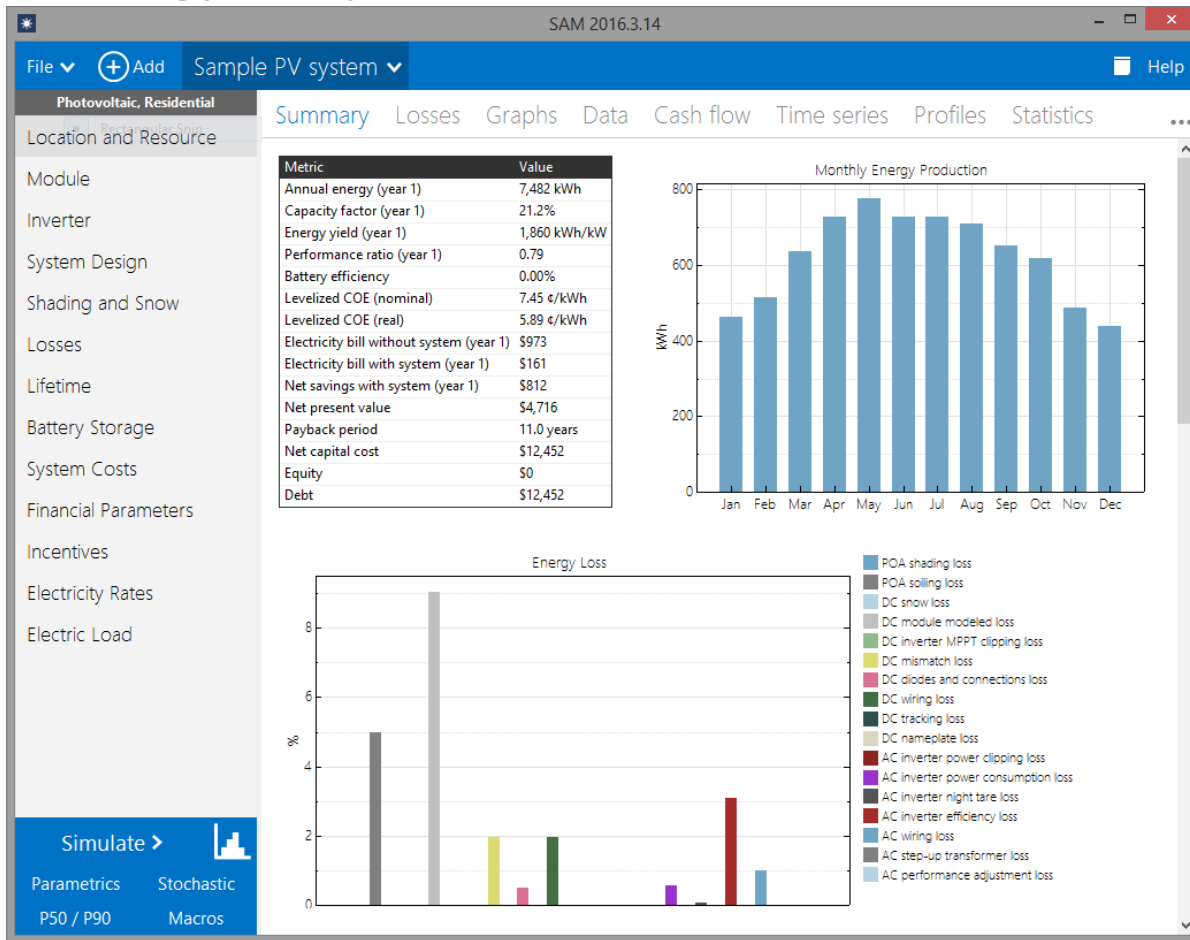 SAM 2016.3.14
File Add Sample PV system Help
Photovoltaic, Residential
Summary Losses Graphs Data Cash flow Time series Profiles Statistics ...
Rectangular Snip
Location and Resource
Module
Inverter
System Design
Shading and Snow
Losses
Lifetime
Battery Storage
System Costs
Financial Parameters
Incentives
Electricity Rates
Electric Load
Simulate >
Parametrics Stochastic
P50 / P90 Macros
Metric Value
Annual energy (year 1) 7,482 kWh
Capacity factor (year 1) 21.2%
Energy yield (year 1) 1,860 kWh/kW
Performance ratio (year 1) 0.79
Battery efficiency 0.00%
Levelized COE (nominal) 7.45 ¢/kWh
Levelized COE (real) 5.89 ¢/kWh
Electricity bill without system (year 1) $973
Electricity bill with system (year 1) $161
Net savings with system (year 1) $812
Net present value $4,716
Payback period 11.0 years
Net capital cost $12,452
Equity $0
Debt $12,452
Monthly Energy Production
800
600
400
200
0
kWh
Jan Feb Mar Apr May Jun Jul Aug Sep Oct Nov Dec
Energy Loss
8
6
4
2
0
%
POA shading loss
POA soiling loss
DC snow loss
DC module modeled loss
DC inverter MPPT clipping loss
DC mismatch loss
DC diodes and connections loss
DC wiring loss
DC tracking loss
DC nameplate loss
AC inverter power clipping loss
AC inverter power consumption loss
AC inverter night tare loss
AC inverter efficiency loss
AC wiring loss
AC step-up transformer loss
AC performance adjustment loss